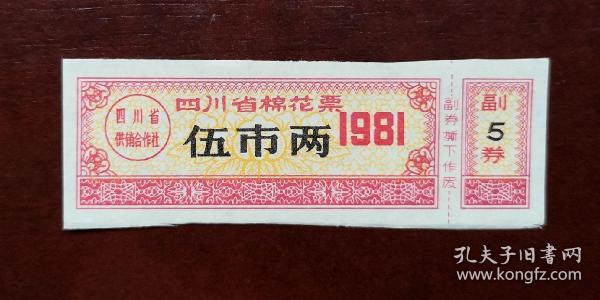 四川省棉花票
四川省
供销合作社
伍市两
1981
副券撕下作废
副
5
券
孔夫子旧书网
www.kongfz.com